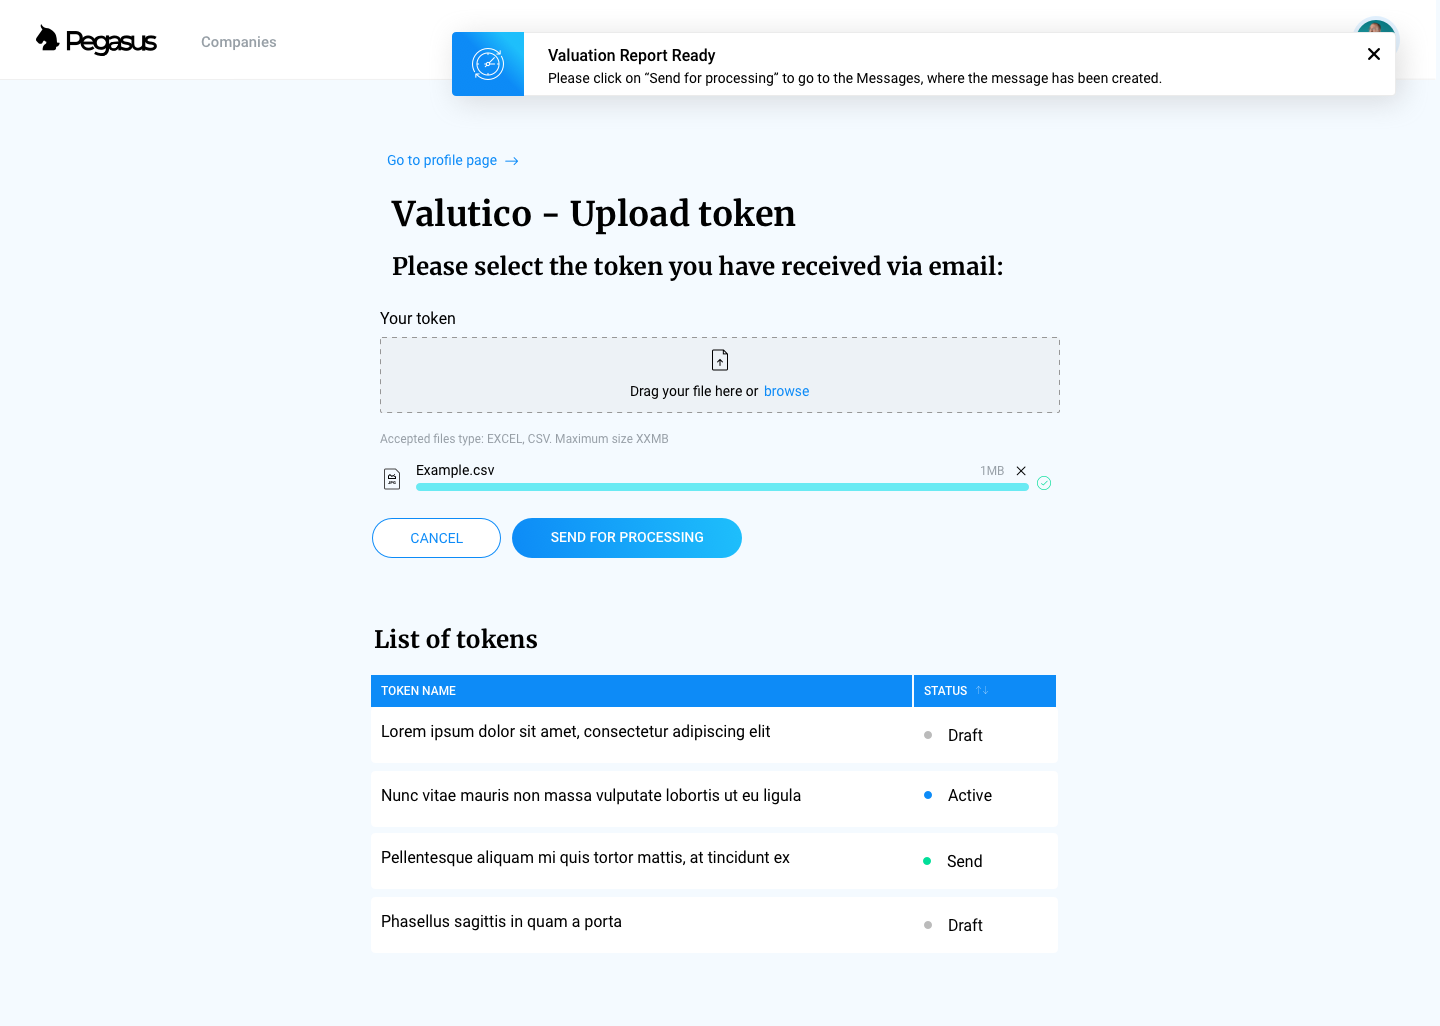 Pegasus
Companies
Valuation Report Ready
Please click on “Send for processing” to go to the Messages, where the message has been created.
Go to profile page
Valutico - Upload token
Please select the token you have received via email:
Your token
Drag your file here or browse
Accepted files type: EXCEL, CSV. Maximum size XXMB
Example.csv 1MB
CANCEL SEND FOR PROCESSING
List of tokens
TOKEN NAME STATUS
Lorem ipsum dolor sit amet, consectetur adipiscing elit Draft
Nunc vitae mauris non massa vulputate lobortis ut eu ligula Active
Pellentesque aliquam mi quis tortor mattis, at tincidunt ex Send
Phasellus sagittis in quam a porta Draft